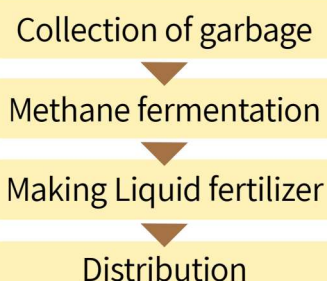 Collection of garbage
Methane fermentation
Making Liquid fertilizer
Distribution